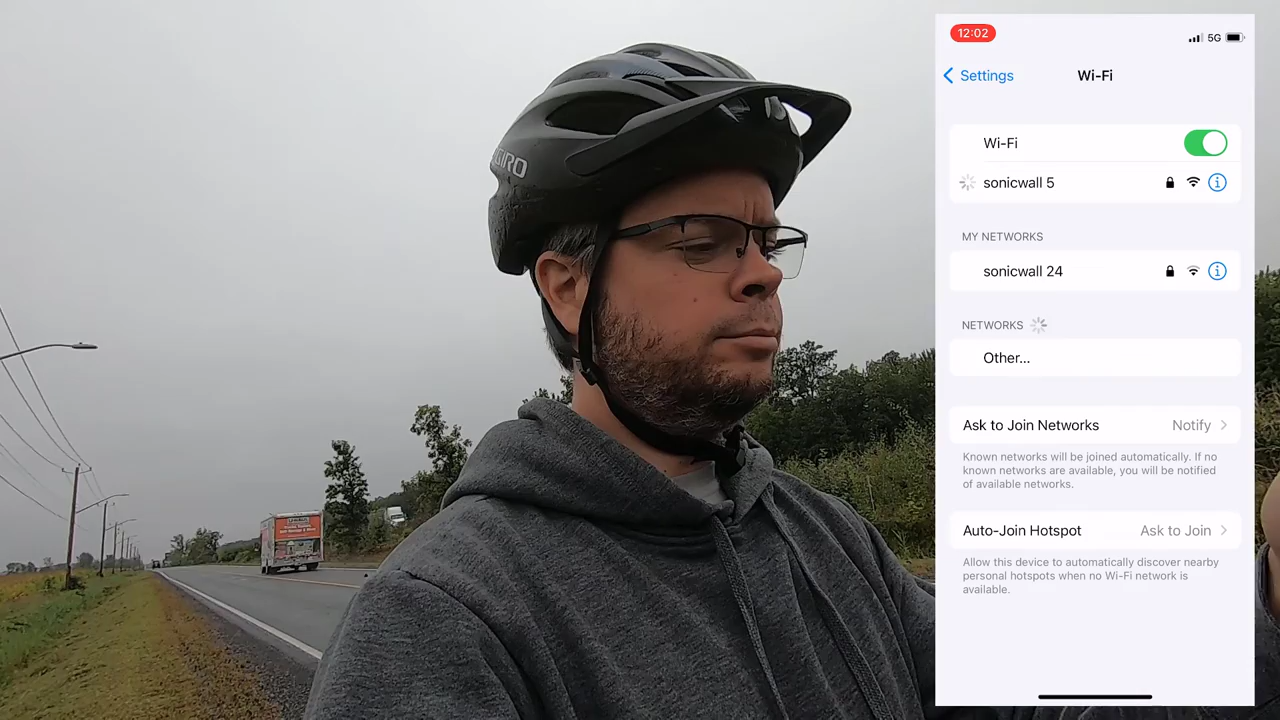 GIRO
12:02
5G
Settings
Wi-Fi
Wi-Fi
sonicwall 5
MY NETWORKS
sonicwall 24
NETWORKS
Other...
Ask to Join Networks
Notify
Known networks will be joined automatically. If no
known networks are available, you will be notified
of available networks.
Auto-Join Hotspot
Ask to Join
Allow this device to automatically discover nearby
personal hotspots when no Wi-Fi network is
available.